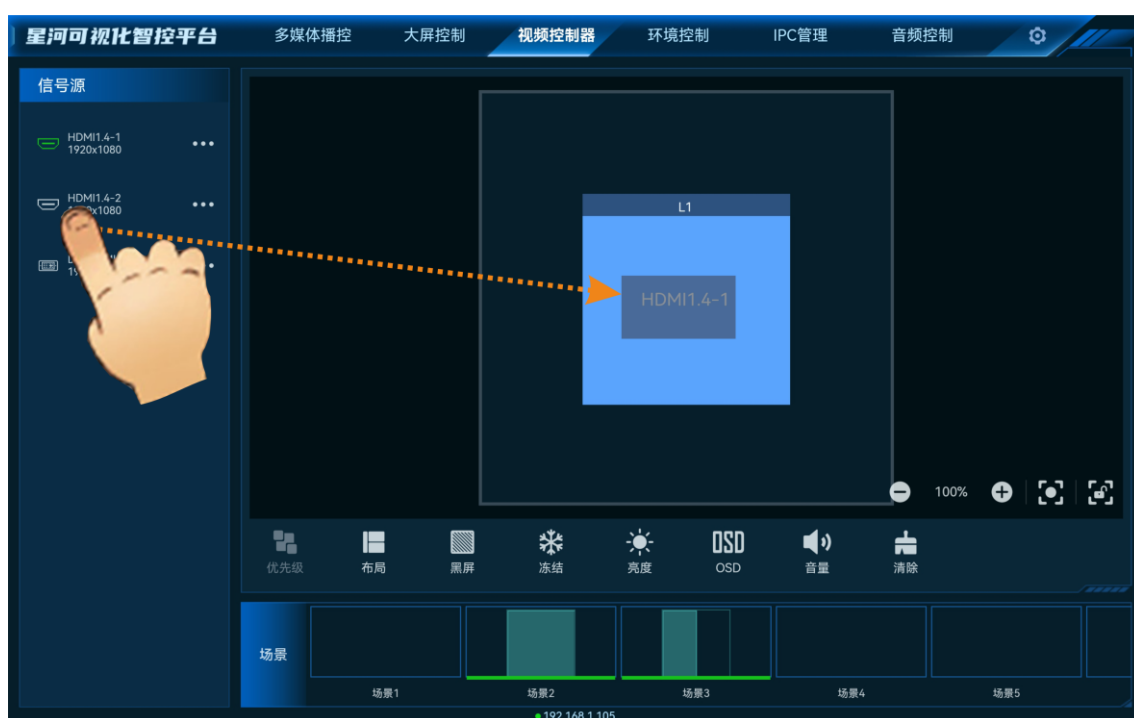 星河可视化智控平台
多媒体播控
大屏控制
视频控制器
环境控制
IPC管理
音频控制
信号源
HDMI1.4-1
1920x1080
HDMI1.4-2
x1080
L1
HDMI1.4-1
100%
优先级
布局
黑屏
冻结
亮度
OSD
OSD
音量
清除
场景
场景1
场景2
场景3
场景4
场景5
192.168.1.105